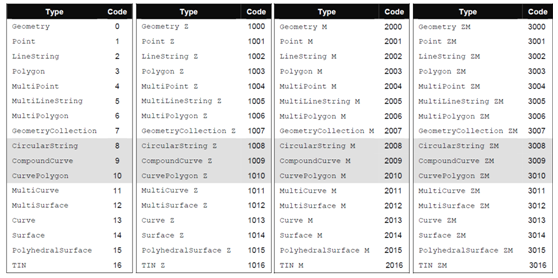 Type Code Type Code Type Code Type Code
Geometry 0 Geometry Z 1000 Geometry M 2000 Geometry ZM 3000
Point 1 Point Z 1001 Point M 2001 Point ZM 3001
LineString 2 LineString Z 1002 LineString M 2002 LineString ZM 3002
Polygon 3 Polygon Z 1003 Polygon M 2003 Polygon ZM 3003
MultiPoint 4 MultiPoint Z 1004 MultiPoint M 2004 MultiPoint ZM 3004
MultiLineString 5 MultiLineString Z 1005 MultiLineString M 2005 MultiLineString ZM 3005
MultiPolygon 6 MultiPolygon Z 1006 MultiPolygon M 2006 MultiPolygon ZM 3006
GeometryCollection 7 GeometryCollection Z 1007 GeometryCollection M 2007 GeometryCollection ZM 3007
CircularString 8 CircularString Z 1008 CircularString M 2008 CircularString ZM 3008
CompoundCurve 9 CompoundCurve Z 1009 CompoundCurve M 2009 CompoundCurve ZM 3009
CurvePolygon 10 CurvePolygon Z 1010 CurvePolygon M 2010 CurvePolygon ZM 3010
MultiCurve 11 MultiCurve Z 1011 MultiCurve M 2011 MultiCurve ZM 3011
MultiSurface 12 MultiSurface Z 1012 MultiSurface M 2012 MultiSurface ZM 3012
Curve 13 Curve Z 1013 Curve M 2013 Curve ZM 3013
Surface 14 Surface Z 1014 Surface M 2014 Surface ZM 3014
PolyhedralSurface 15 PolyhedralSurface Z 1015 PolyhedralSurface M 2015 PolyhedralSurface ZM 3015
TIN 16 TIN Z 1016 TIN M 2016 TIN ZM 3016